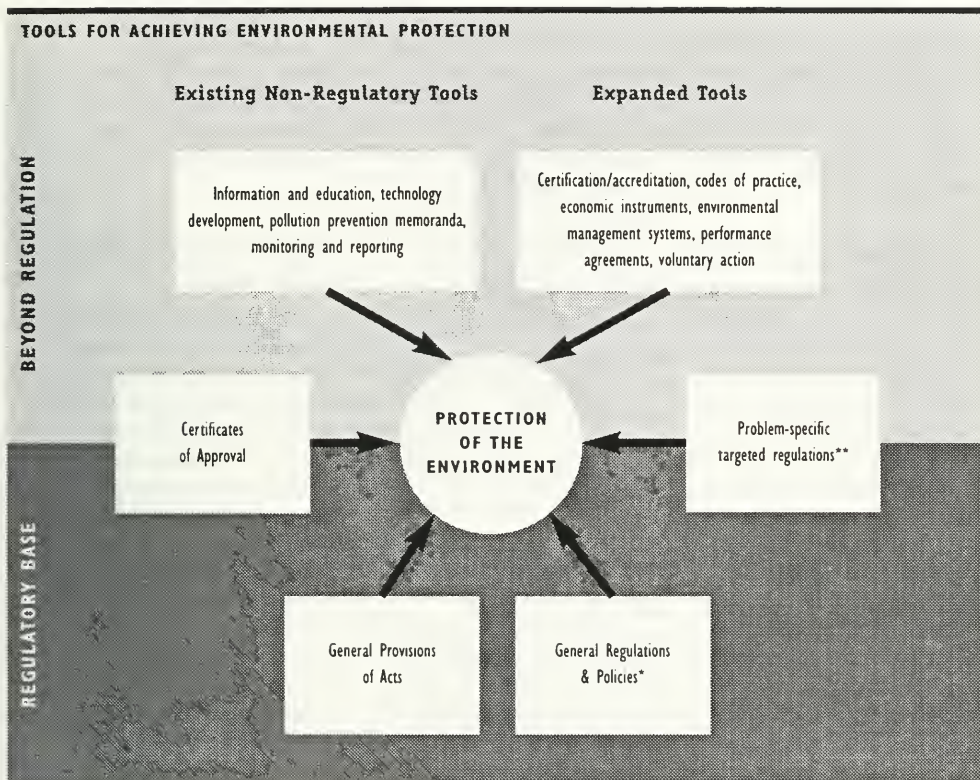 TOOLS FOR ACHIEVING ENVIRONMENTAL PROTECTION
Existing Non-Regulatory Tools
Expanded Tools
BEYOND REGULATION
Information and education, technology
development, pollution prevention memoranda,
monitoring and reporting
Certification/accreditation, codes of practice,
economic instruments, environmental
management systems, performance
agreements, voluntary action
Certificates
of Approval
PROTECTION
OF THE
ENVIRONMENT
Problem-specific
targeted regulations**
REGULATORY BASE
General Provisions
of Acts
General Regulations
& Policies*